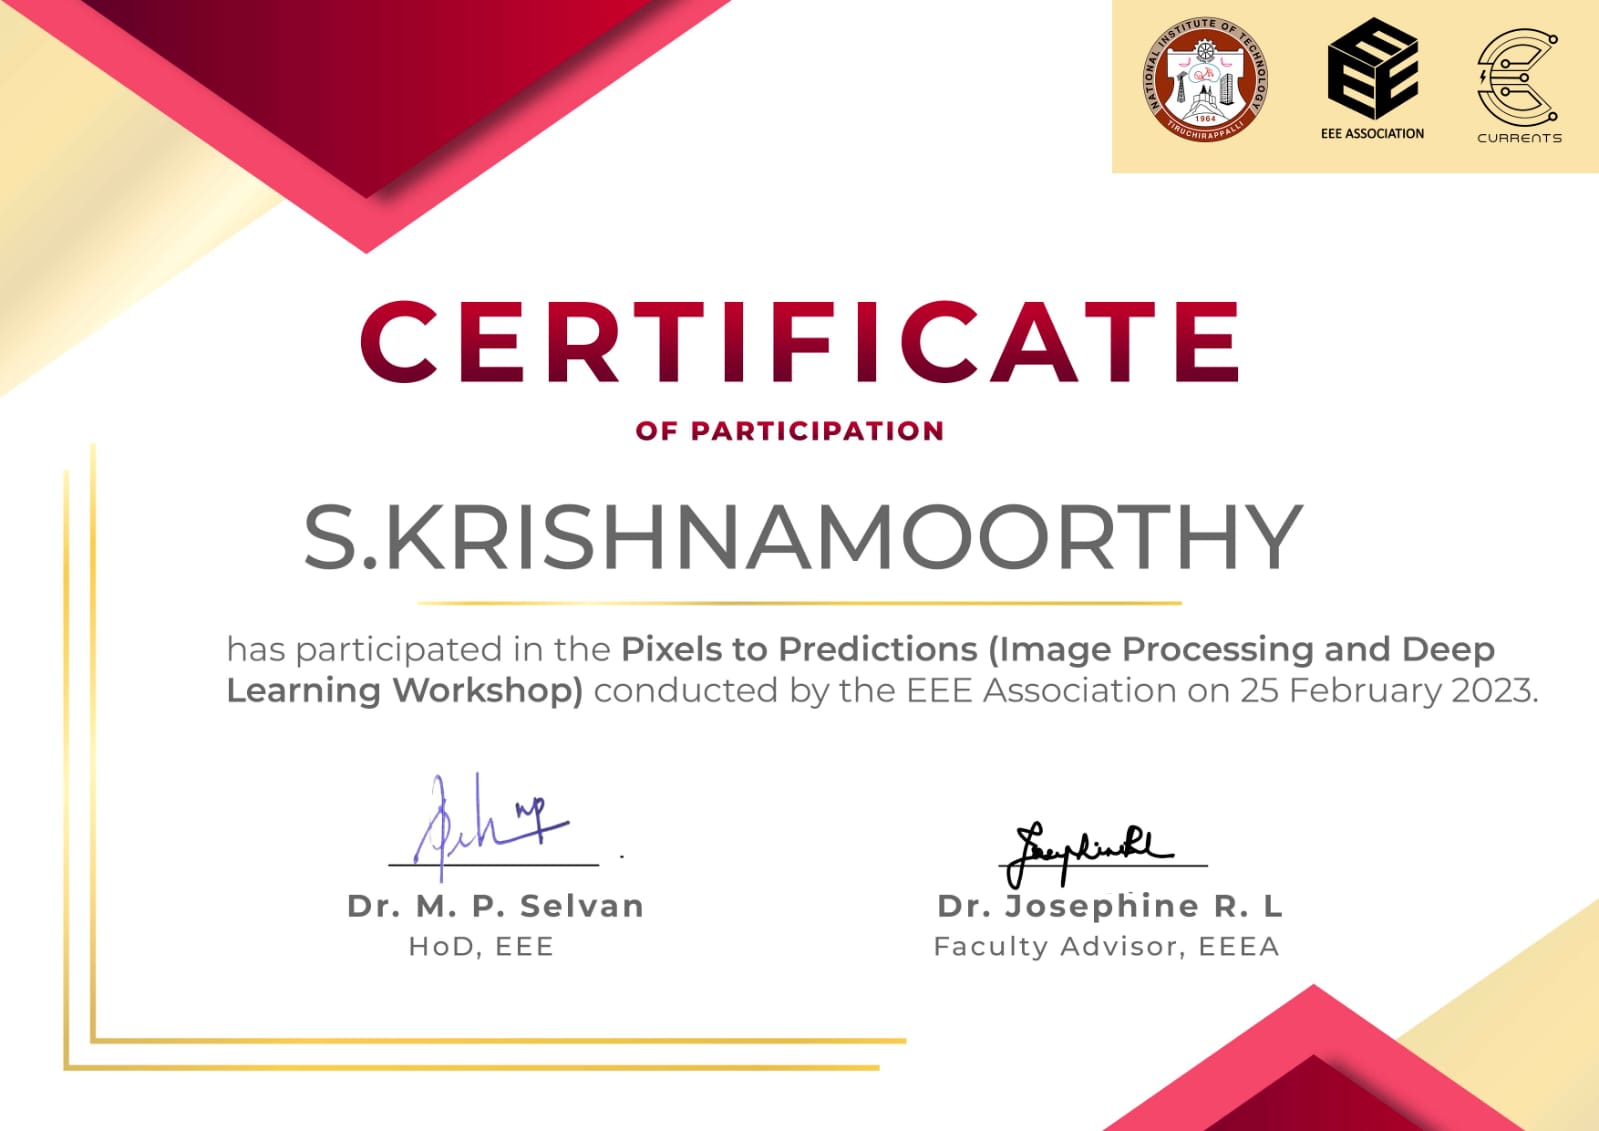 NATIONAL INSTITUTE OF TECHNOLOGY
1964
TIRUCHIRAPPALLI
EEE
EEE ASSOCIATION
CURRENTS
CERTIFICATE
OF PARTICIPATION
S.KRISHNAMOORTHY
has participated in the Pixels to Predictions (Image Processing and Deep
Learning Workshop) conducted by the EEE Association on 25 February 2023.
Dr. M. P. Selvan
HoD, EEE
Dr. Josephine R. L
Faculty Advisor, EEEA